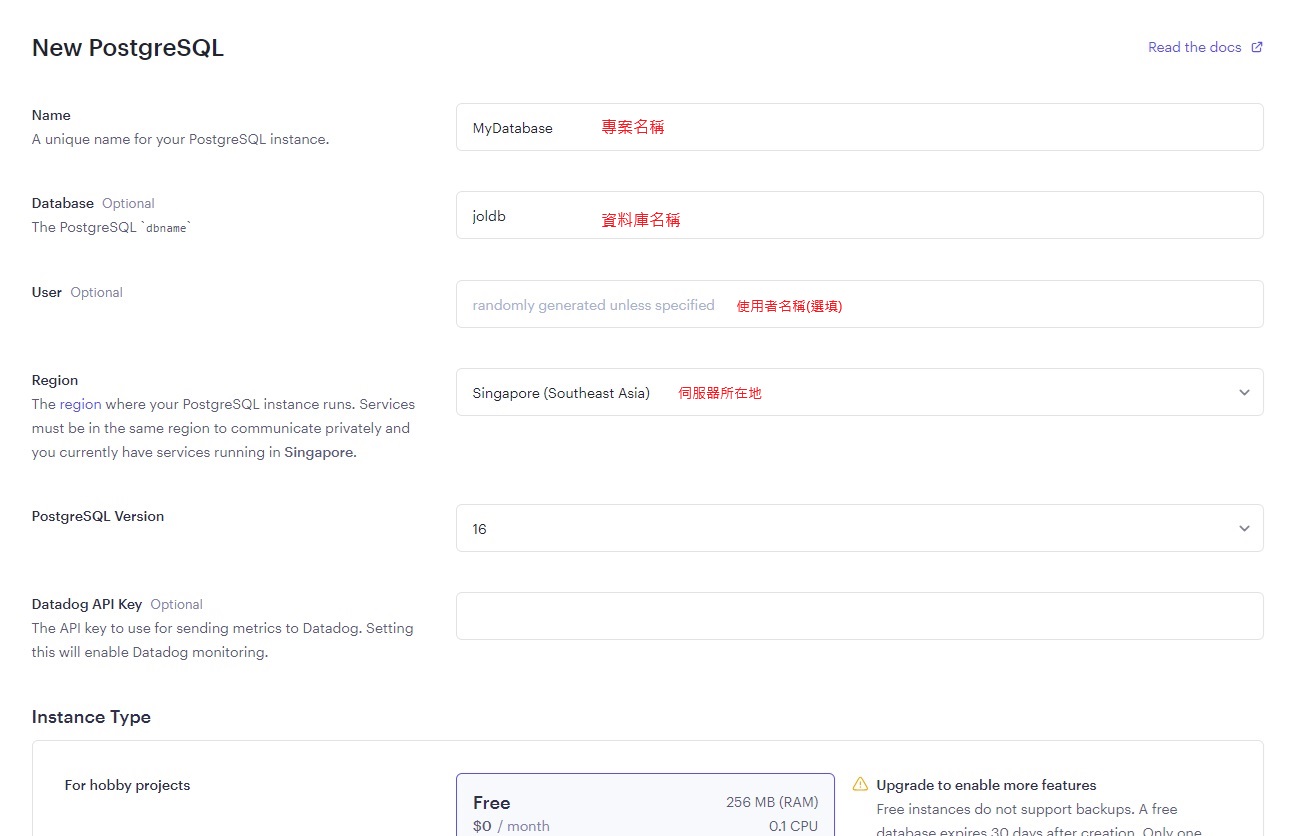 New PostgreSQL
Read the docs
Name
A unique name for your PostgreSQL instance.
MyDatabase 專案名稱
Database Optional
The PostgreSQL `dbname`
joldb 資料庫名稱
User Optional
randomly generated unless specified 使用者名稱(選填)
Region
The region where your PostgreSQL instance runs. Services
must be in the same region to communicate privately and
you currently have services running in Singapore.
Singapore (Southeast Asia) 伺服器所在地
PostgreSQL Version
16
Datadog API Key Optional
The API key to use for sending metrics to Datadog. Setting
this will enable Datadog monitoring.
Instance Type
For hobby projects
Free 256 MB (RAM)
$0 / month 0.1 CPU
Upgrade to enable more features
Free instances do not support backups. A free
database expires 30 days after creation. Only one